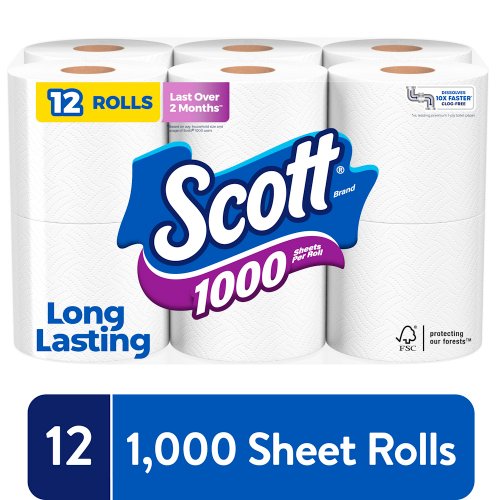 12 ROLLS
Last Over
2 Months*
DISSOLVES
10X FASTER*
CLOG-FREE
Scott®
Brand
1000
Sheets
Per Roll
Long
Lasting
FSC
protecting
our forests™
12
1,000 Sheet Rolls